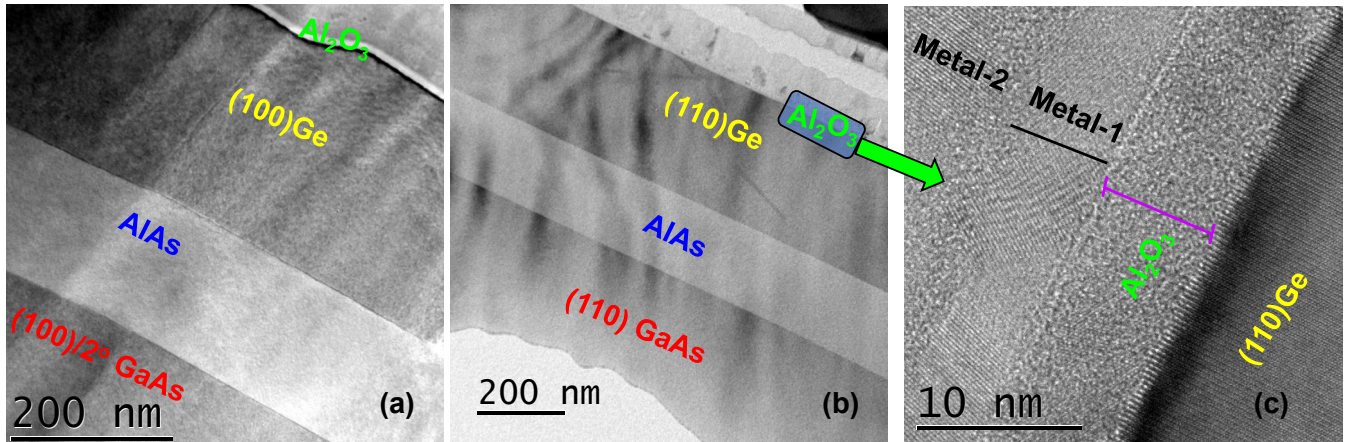 Al₂O₃
(100)Ge
AlAs
(100)/2° GaAs
200 nm
(a)
(110)Ge
Al₂O₃
AlAs
(110) GaAs
200 nm
(b)
Metal-2
Metal-1
Al₂O₃
(110)Ge
10 nm
(c)